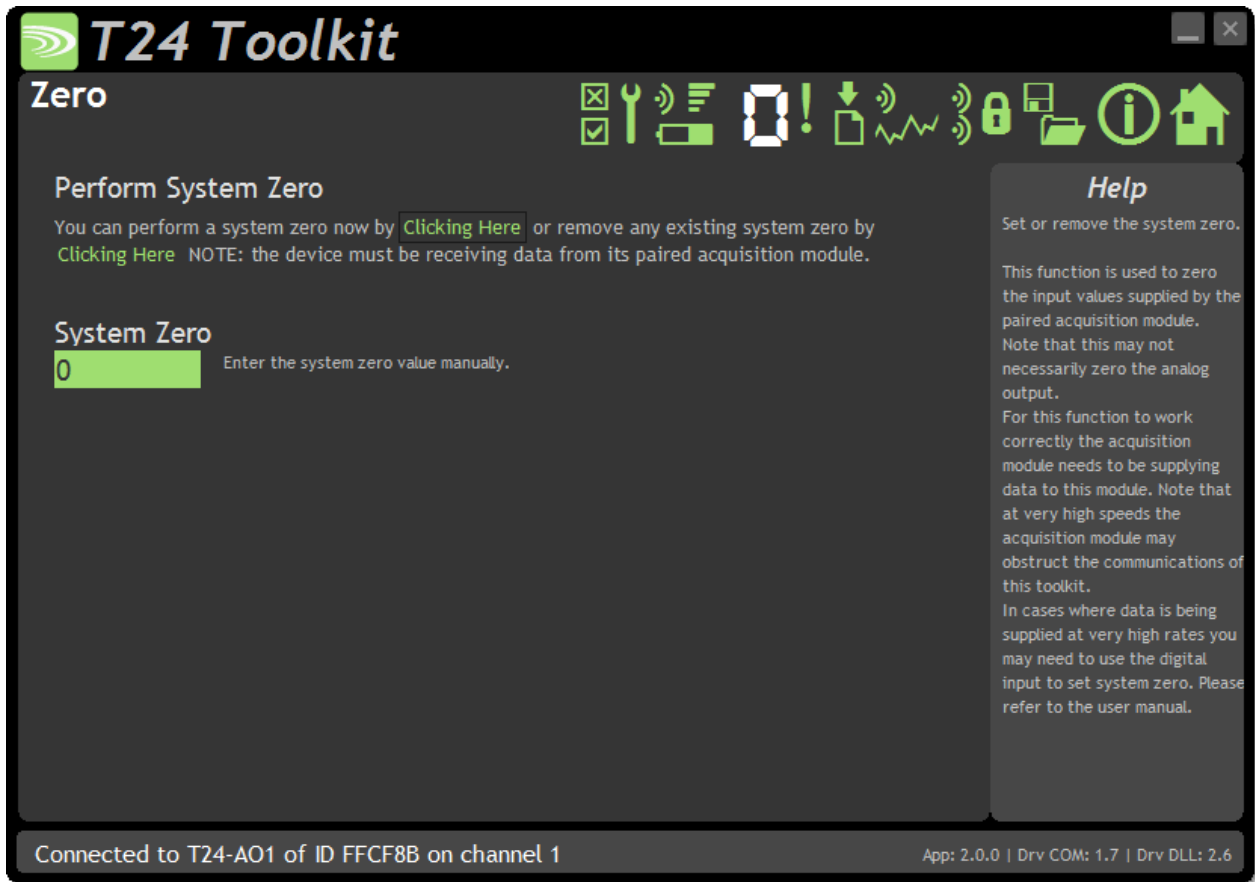 T24 Toolkit
Zero
0!
Perform System Zero
You can perform a system zero now by Clicking Here or remove any existing system zero by
Clicking Here NOTE: the device must be receiving data from its paired acquisition module.
System Zero
0
Enter the system zero value manually.
Help
Set or remove the system zero.
This function is used to zero
the input values supplied by the
paired acquisition module.
Note that this may not
necessarily zero the analog
output.
For this function to work
correctly the acquisition
module needs to be supplying
data to this module. Note that
at very high speeds the
acquisition module may
obstruct the communications of
this toolkit.
In cases where data is being
supplied at very high rates you
may need to use the digital
input to set system zero. Please
refer to the user manual.
Connected to T24-AO1 of ID FFCF8B on channel 1
App: 2.0.0 | Drv COM: 1.7 | Drv DLL: 2.6